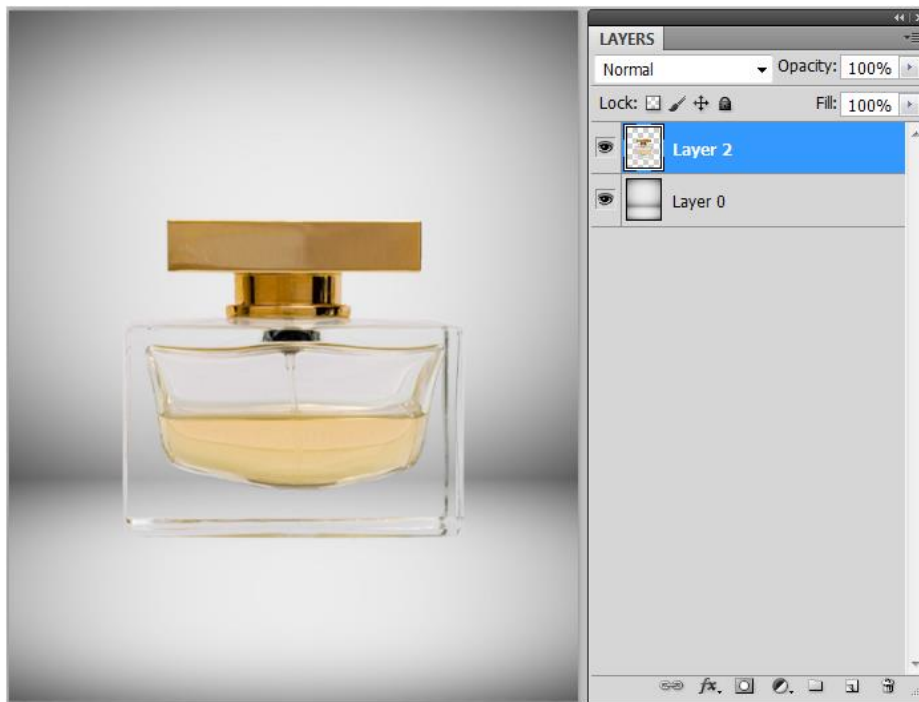 LAYERS
Normal Opacity: 100%
Lock: Fill: 100%
Layer 2
Layer 0
fx.